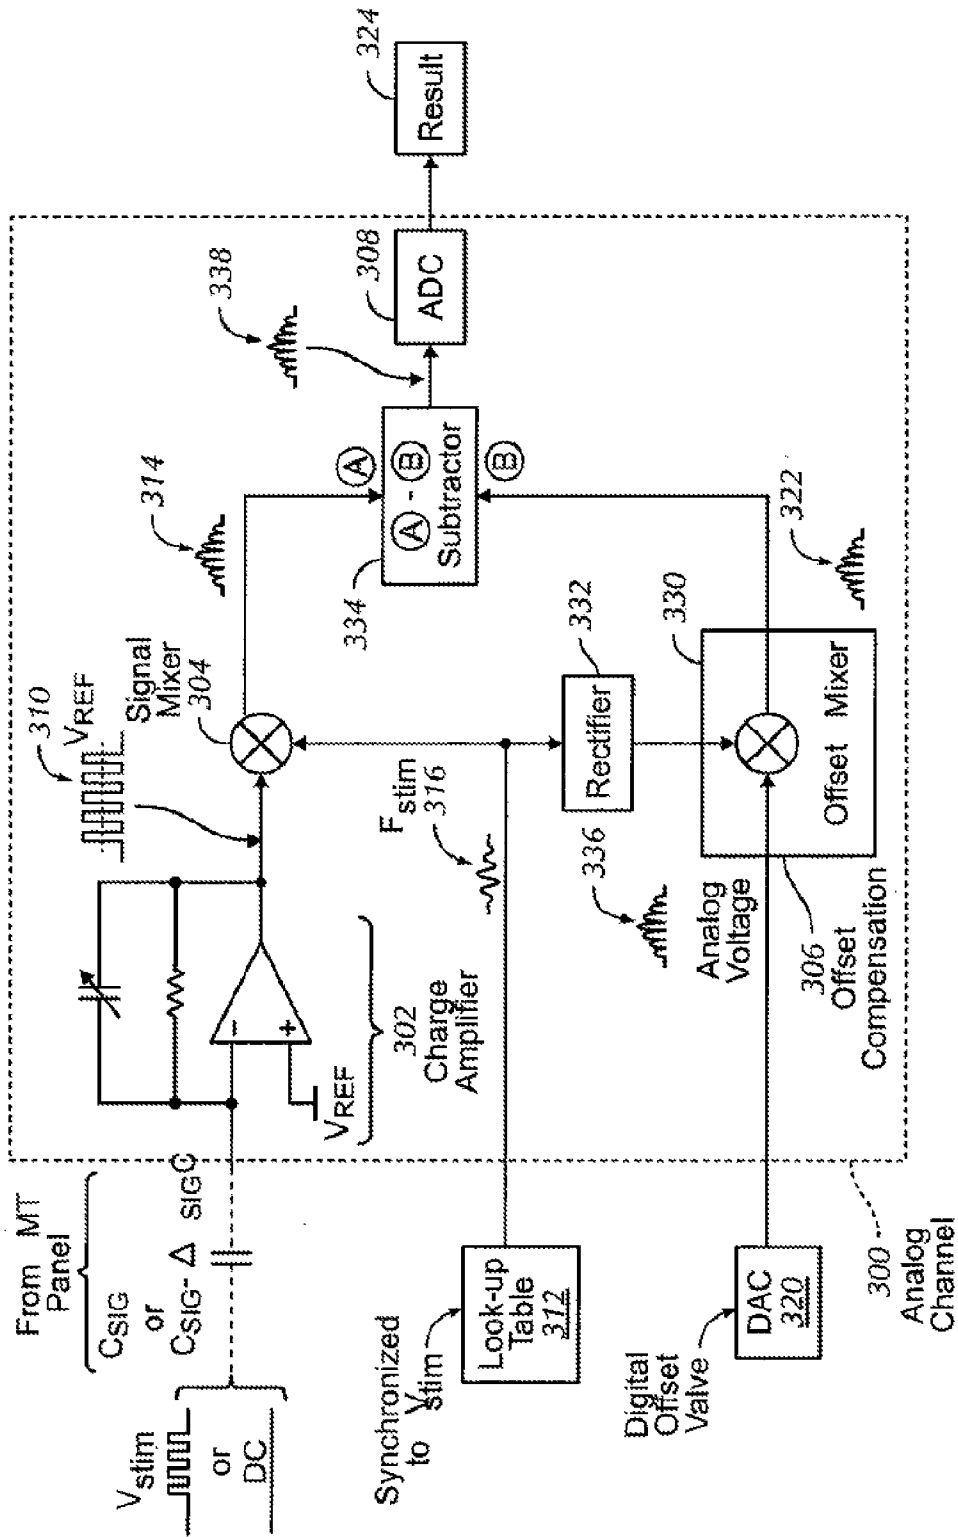 From MT
Panel
CSIG
or
CSIG- Δ SIGC
Vstim
or
DC
VREF
302
Charge
Amplifier
310
VREF
Signal
Mixer
304
314
Synchronized
to Vstim
Look-up
Table
312
Fstim
316
Rectifier
332
336
A
334
A - B
Subtractor
B
338
ADC
308
Result
324
Digital
Offset
Valve
DAC
320
Analog
Voltage
306
Offset
Compensation
330
Offset Mixer
322
300
Analog
Channel